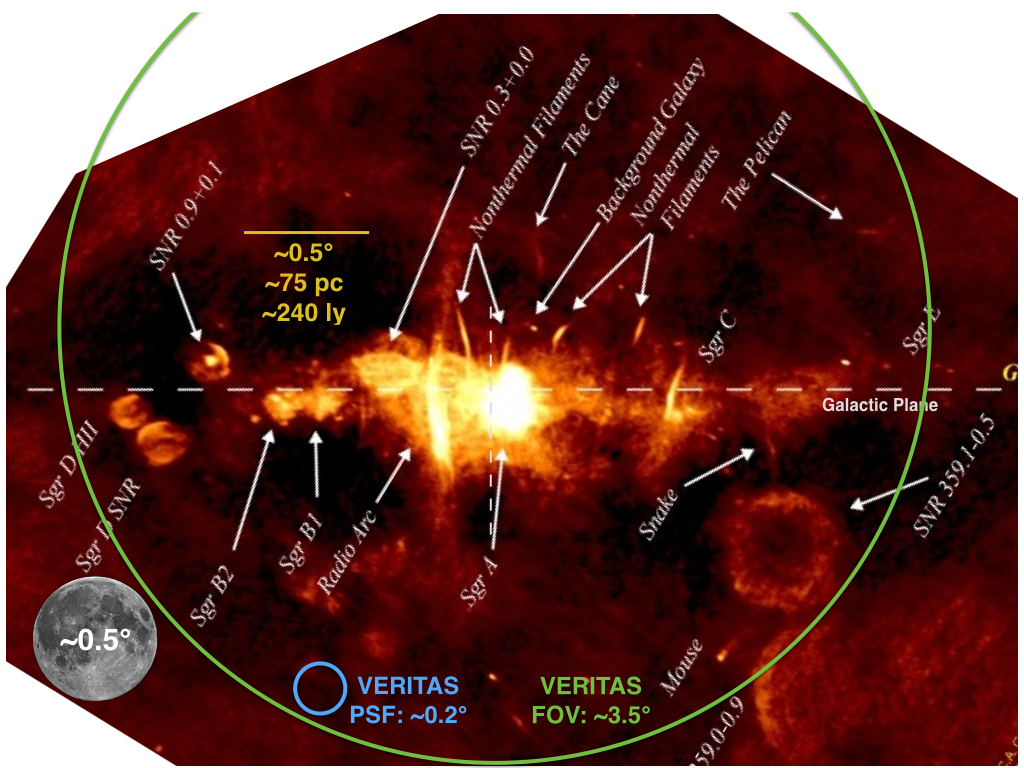 SNR 0.9+0.1
SNR 0.3+0.0
Nonthermal Filaments
The Cane
Background Galaxy
Nonthermal
Filaments
The Pelican
~0.5°
~75 pc
~240 ly
Sgr C
Sgr E
G
Galactic Plane
Sgr D HII
Sgr D SNR
Sgr B2
Sgr B1
Radio Arc
Sgr A
Snake
SNR 359.1-0.5
~0.5°
Mouse
VERITAS
PSF: ~0.2°
VERITAS
FOV: ~3.5°
359.0-0.9